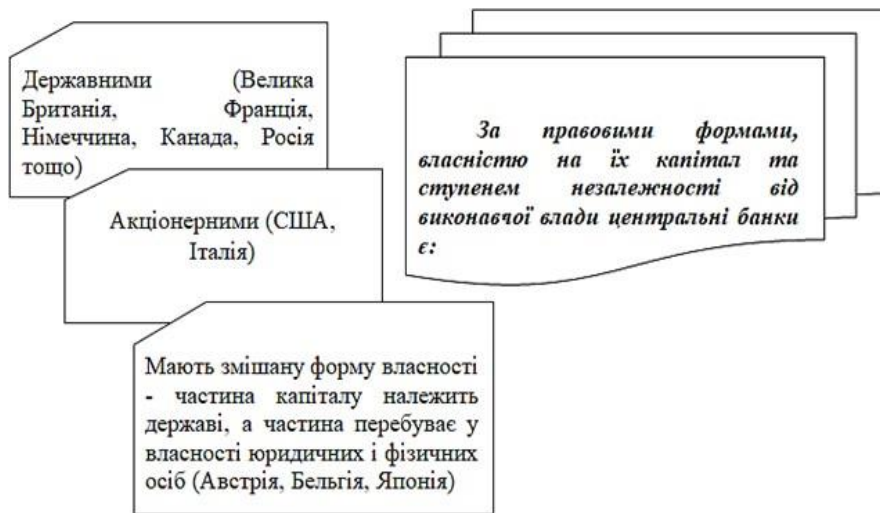 За правовими формами,
власністю на їх капітал та
ступенем незалежності від
виконавчої влади центральні банки
є:
Державними (Велика
Британія, Франція,
Німеччина, Канада, Росія
тощо)
Акціонерними (США,
Італія)
Мають змішану форму власності
- частина капіталу належить
державі, а частина перебуває у
власності юридичних і фізичних
осіб (Австрія, Бельгія, Японія)